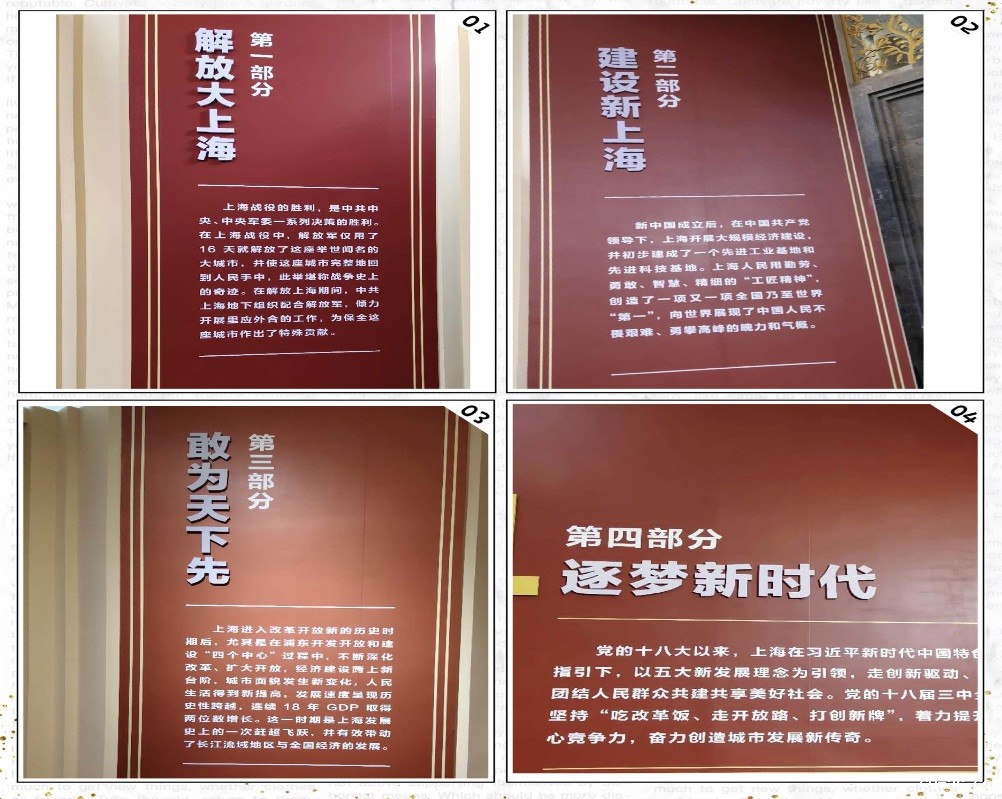 01
第一部分
解放大上海
上海战役的胜利，是中共中
央、中央军委一系列决策的胜利。
在上海战役中，解放军仅用了
16 天就解放了这座举世闻名的
大城市，并使这座城市完整地回
到人民手中，此举堪称战争史上
的奇迹。在解放上海期间，中共
上海地下组织配合解放军，倾力
开展里应外合的工作，为保全这
座城市作出了特殊贡献。
02
第二部分
建设新上海
新中国成立后，在中国共产党
领导下，上海开展大规模经济建设，
并初步建成了一个先进工业基地和
先进科技基地。上海人民用勤劳、
勇敢、智慧、精细的“工匠精神”，
创造了一项又一项全国乃至世界
“第一”，向世界展现了中国人民不
畏艰难、勇攀高峰的魄力和气慨。
03
第三部分
敢为天下先
上海进入改革开放新的历史时
期后，尤其是在浦东开发开放和建
设“四个中心”过程中，不断深化
改革、扩大开放，经济建设跨上新
台阶，城市面貌发生新变化，人民
生活得到新提高，发展速度呈现历
史性跨越，连续 18 年 GDP 取得
两位数增长。这一时期是上海发展
史上的一次赶超飞跃，并有效带动
了长江流域地区与全国经济的发展。
04
第四部分
逐梦新时代
党的十八大以来，上海在习近平新时代中国特色
指引下，以五大新发展理念为引领，走创新驱动、
团结人民群众共建共享美好社会。党的十八届三中
坚持“吃改革饭、走开放路、打创新牌”，着力提
心竞争力，奋力创造城市发展新传奇。